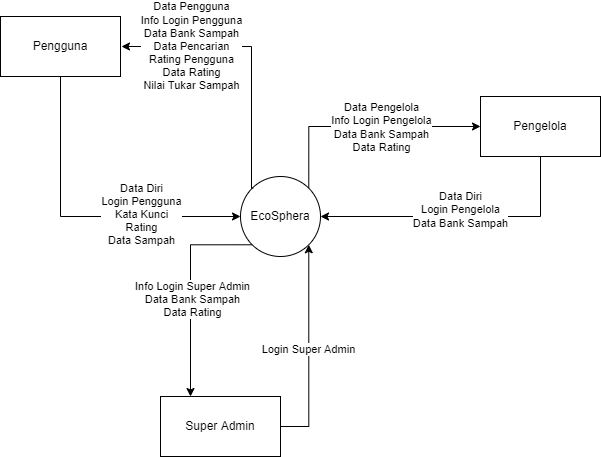 Pengguna
Data Pengguna
Info Login Pengguna
Data Bank Sampah
Data Pencarian
Rating Pengguna
Data Rating
Nilai Tukar Sampah
Data Pengelola
Info Login Pengelola
Data Bank Sampah
Data Rating
Pengelola
Data Diri
Login Pengguna
Kata Kunci
Rating
Data Sampah
EcoSphera
Data Diri
Login Pengelola
Data Bank Sampah
Info Login Super Admin
Data Bank Sampah
Data Rating
Login Super Admin
Super Admin